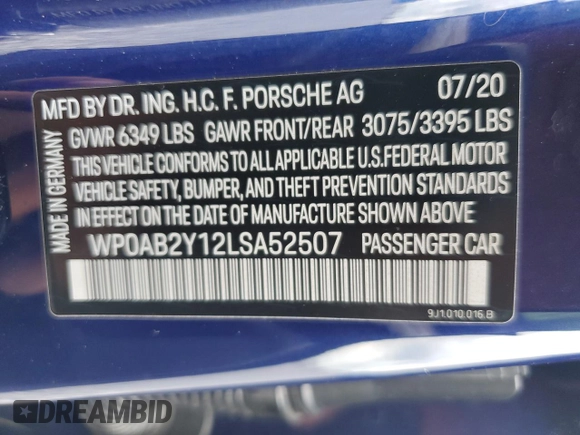 MFD BY DR. ING. H.C. F. PORSCHE AG 07/20
GVWR 6349 LBS GAWR FRONT/REAR 3075/3395 LBS
THIS VEHICLE CONFORMS TO ALL APPLICABLE U.S. FEDERAL MOTOR
VEHICLE SAFETY, BUMPER, AND THEFT PREVENTION STANDARDS
IN EFFECT ON THE DATE OF MANUFACTURE SHOWN ABOVE
WP0AB2Y12LSA52507 PASSENGER CAR
MADE IN GERMANY
9J1.010.016.B
DREAMBID